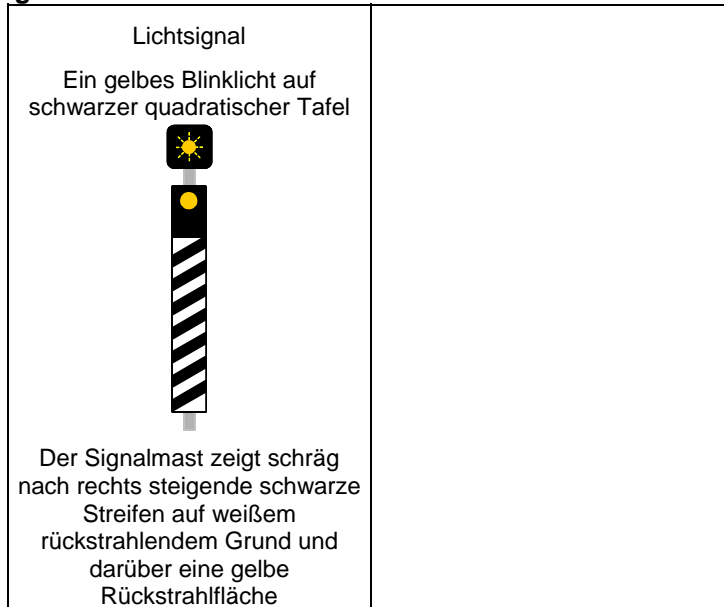 Lichtsignal
Ein gelbes Blinklicht auf
schwarzer quadratischer Tafel
Der Signalmast zeigt schräg
nach rechts steigende schwarze
Streifen auf weißem
rückstrahlendem Grund und
darüber eine gelbe
Rückstrahlfläche